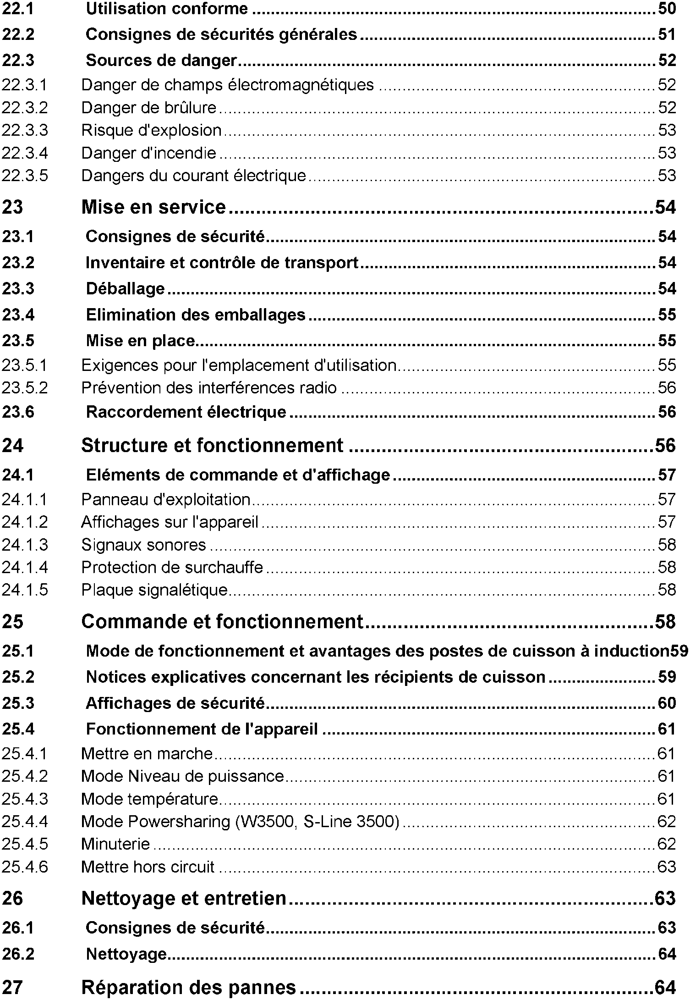 22.1 Utilisation conforme ........................................................................................ 50
22.2 Consignes de sécurités générales ................................................................ 51
22.3 Sources de danger........................................................................................... 52
22.3.1 Danger de champs électromagnétiques ............................................................ 52
22.3.2 Danger de brûlure ............................................................................................... 52
22.3.3 Risque d'explosion.............................................................................................. 53
22.3.4 Danger d'incendie ............................................................................................... 53
22.3.5 Dangers du courant électrique............................................................................ 53
23 Mise en service ............................................................................... 54
23.1 Consignes de sécurité..................................................................................... 54
23.2 Inventaire et contrôle de transport................................................................ 54
23.3 Déballage .......................................................................................................... 54
23.4 Elimination des emballages ........................................................................... 55
23.5 Mise en place.................................................................................................... 55
23.5.1 Exigences pour l'emplacement d'utilisation........................................................ 55
23.5.2 Prévention des interférences radio .................................................................... 56
23.6 Raccordement électrique ............................................................................... 56
24 Structure et fonctionnement ........................................................ 56
24.1 Eléments de commande et d'affichage ......................................................... 57
24.1.1 Panneau d'exploitation........................................................................................ 57
24.1.2 Affichages sur l'appareil ...................................................................................... 57
24.1.3 Signaux sonores ................................................................................................. 58
24.1.4 Protection de surchauffe ..................................................................................... 58
24.1.5 Plaque signalétique............................................................................................. 58
25 Commande et fonctionnement..................................................... 58
25.1 Mode de fonctionnement et avantages des postes de cuisson à induction59
25.2 Notices explicatives concernant les récipients de cuisson ....................... 59
25.3 Affichages de sécurité..................................................................................... 60
25.4 Fonctionnement de l'appareil ........................................................................ 61
25.4.1 Mettre en marche................................................................................................ 61
25.4.2 Mode Niveau de puissance................................................................................. 61
25.4.3 Mode température............................................................................................... 61
25.4.4 Mode Powersharing (W3500, S-Line 3500) ....................................................... 62
25.4.5 Minuterie ............................................................................................................. 62
25.4.6 Mettre hors circuit ............................................................................................... 63
26 Nettoyage et entretien.................................................................... 63
26.1 Consignes de sécurité..................................................................................... 63
26.2 Nettoyage.......................................................................................................... 64
27 Réparation des pannes .................................................................. 64